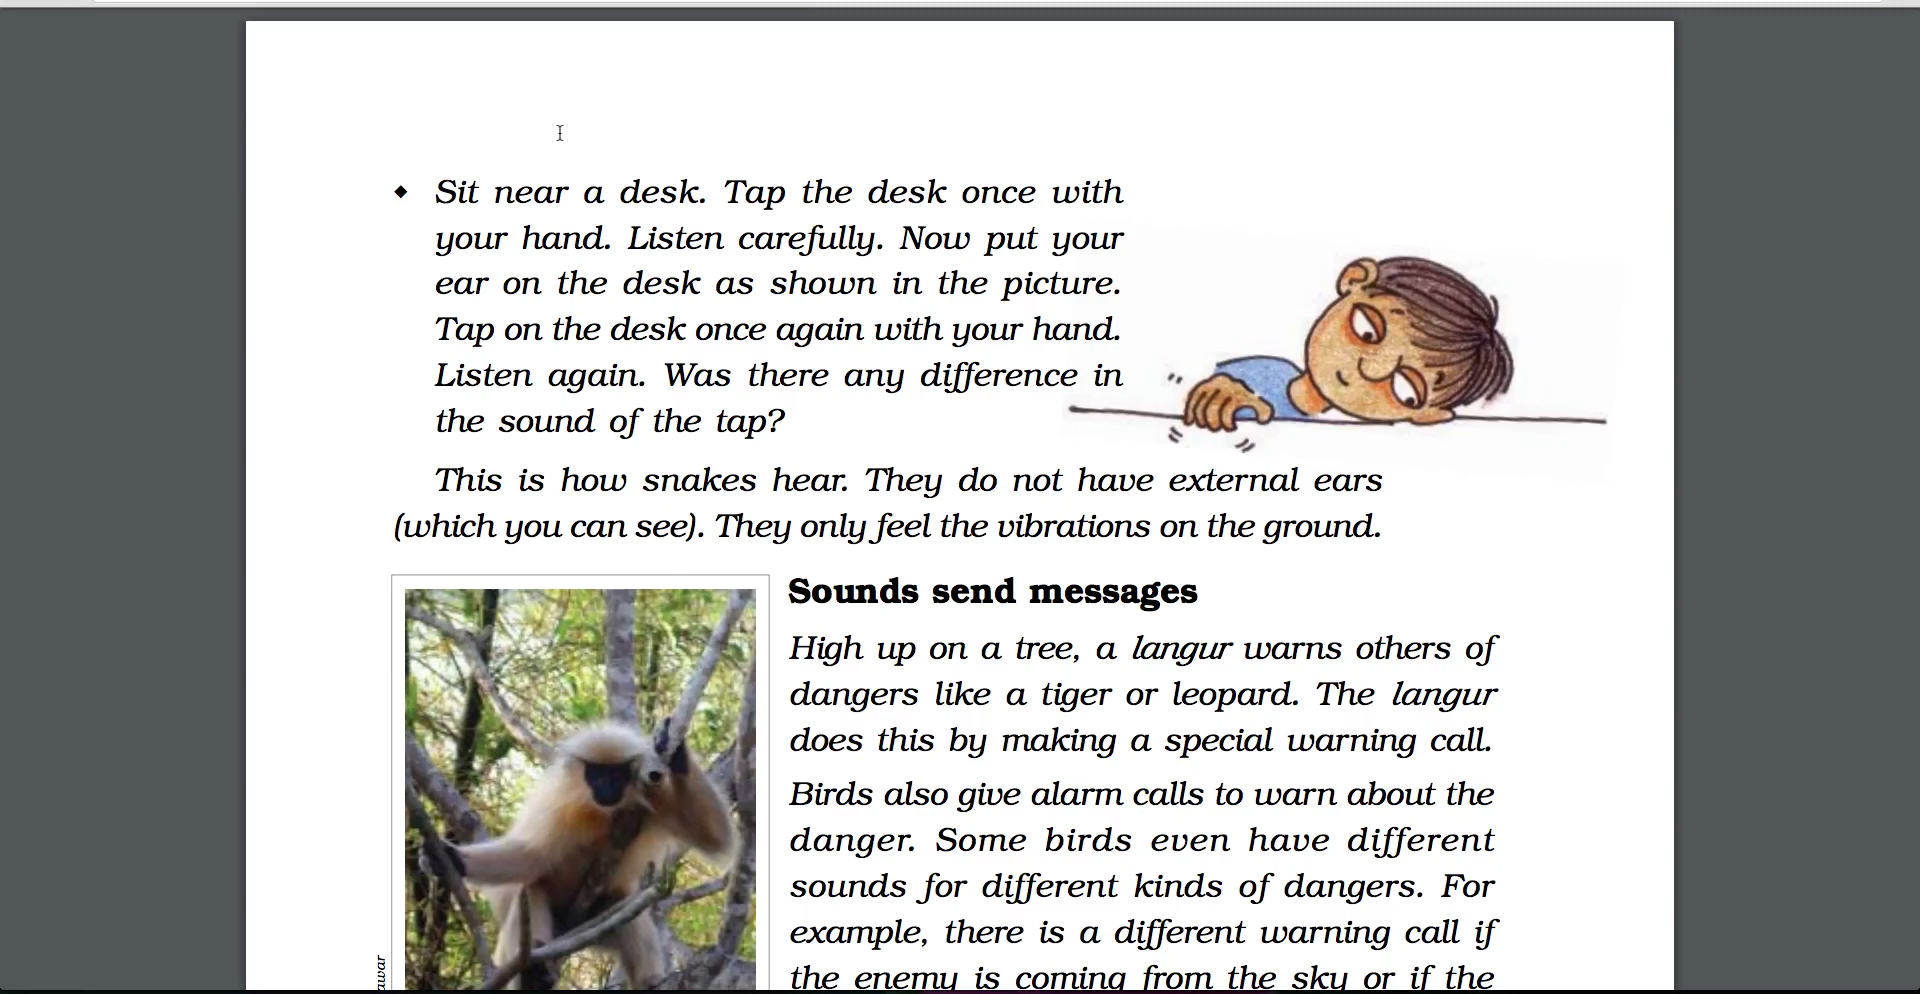 ◆ Sit near a desk. Tap the desk once with
your hand. Listen carefully. Now put your
ear on the desk as shown in the picture.
Tap on the desk once again with your hand.
Listen again. Was there any difference in
the sound of the tap?
This is how snakes hear. They do not have external ears
(which you can see). They only feel the vibrations on the ground.
Sounds send messages
High up on a tree, a langur warns others of
dangers like a tiger or leopard. The langur
does this by making a special warning call.
Birds also give alarm calls to warn about the
danger. Some birds even have different
sounds for different kinds of dangers. For
example, there is a different warning call if
the enemy is coming from the sky or if the